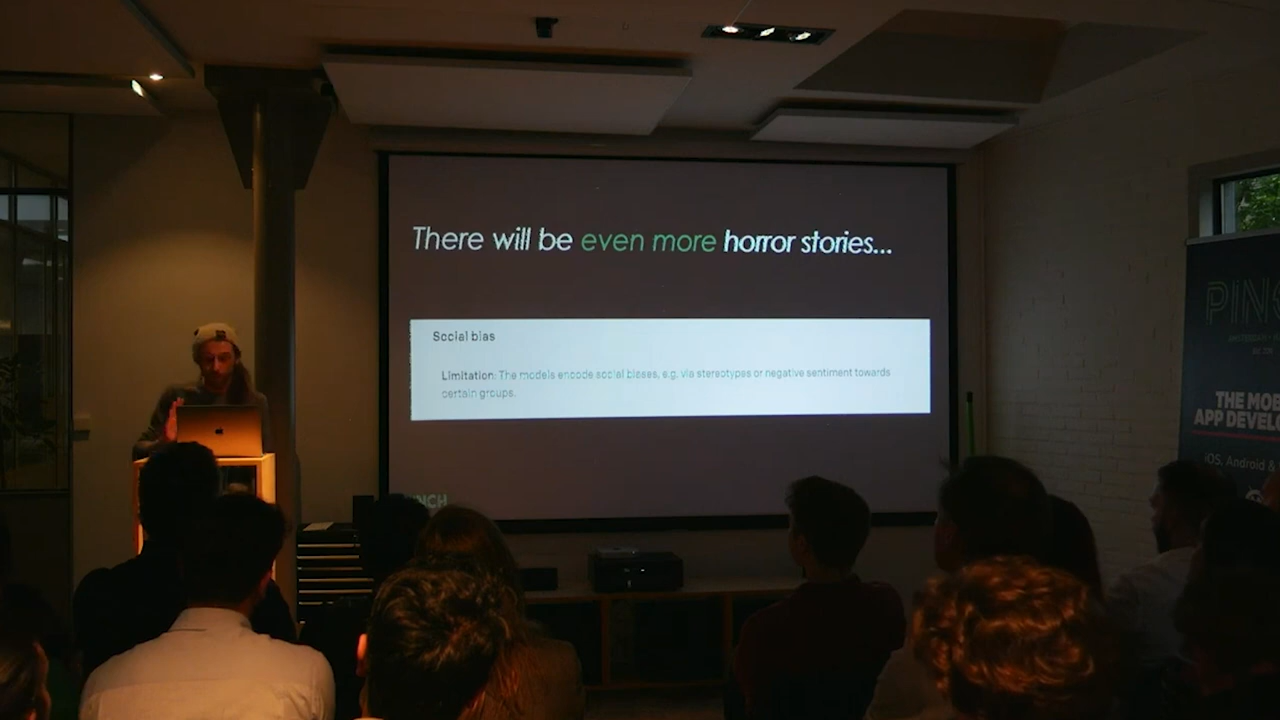 There will be even more horror stories...
Social bias
Limitation: The models encode social biases, e.g. via stereotypes or negative sentiment towards
certain groups.
THE MOB
APP DEVELO
iOS, Android &